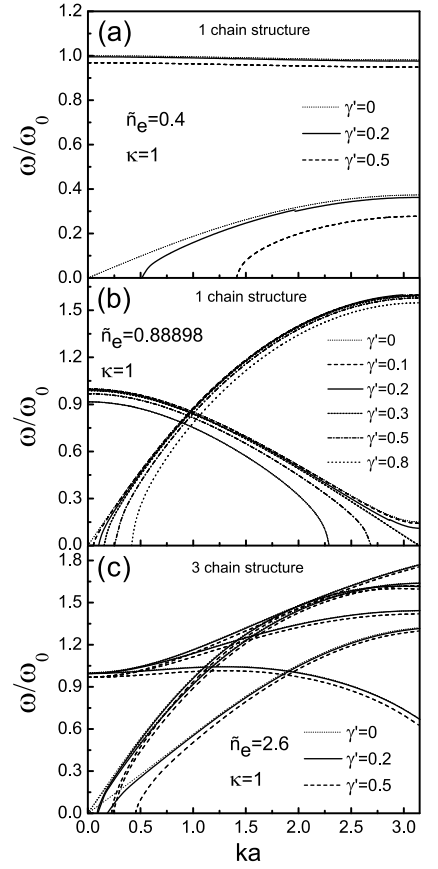 (a)
1 chain structure
1.2
1.0
0.8
0.6
0.4
0.2
0.0
ω/ω₀
ñe=0.4
κ=1
γ'=0
γ'=0.2
γ'=0.5
(b)
1 chain structure
1.5
1.2
0.9
0.6
0.3
0.0
ω/ω₀
ñe=0.88898
κ=1
γ'=0
γ'=0.1
γ'=0.2
γ'=0.3
γ'=0.5
γ'=0.8
(c)
3 chain structure
1.8
1.5
1.2
0.9
0.6
0.3
0.0
ω/ω₀
ñe=2.6
κ=1
γ'=0
γ'=0.2
γ'=0.5
0.0 0.5 1.0 1.5 2.0 2.5 3.0
ka